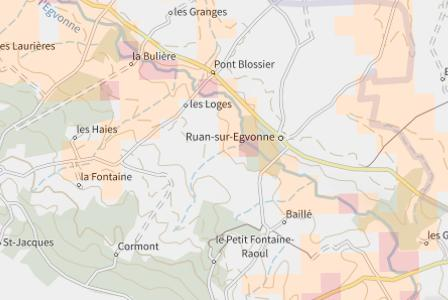 Egvonne
les Granges
es Laurières
la Bulière
Pont Blossier
les Loges
les Haies
Ruan-sur-Egvonne
la Fontaine
Baillé
St-Jacques
Cormont
le Petit Fontaine-
Raoul
les G